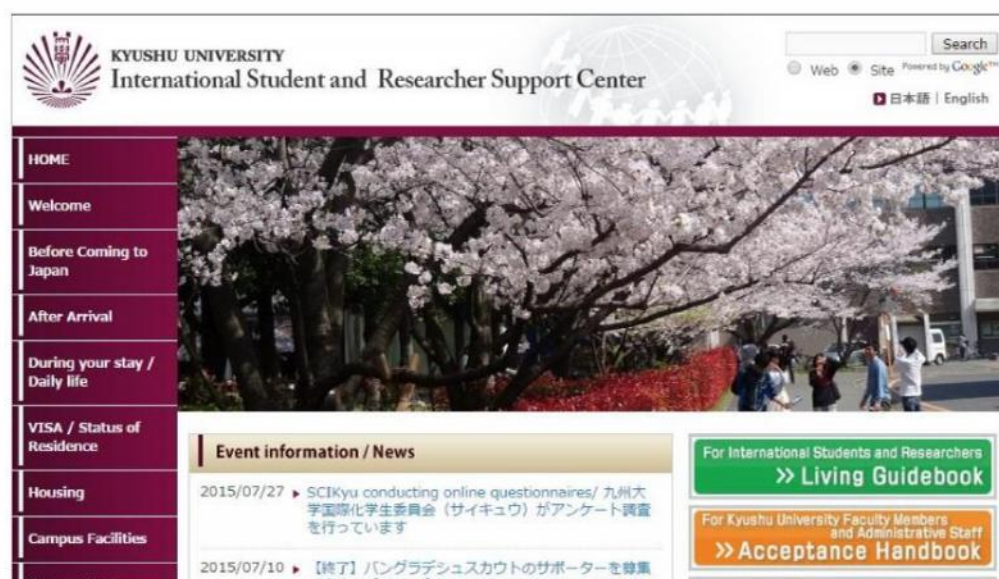 KYUSHU UNIVERSITY
International Student and Researcher Support Center
Search
Web
Site
Powered by Google™
日本語 | English
HOME
Welcome
Before Coming to
Japan
After Arrival
During your stay /
Daily life
VISA / Status of
Residence
Housing
Campus Facilities
Event information / News
2015/07/27 SCIKyu conducting online questionnaires/ 九州大
学国際化学生委員会（サイキュウ）がアンケート調査
を行っています
2015/07/10 【終了】バングラデシュスカウトのサポーターを募集
For International Students and Researchers
>> Living Guidebook
For Kyushu University Faculty Members
and Administrative Staff
>> Acceptance Handbook